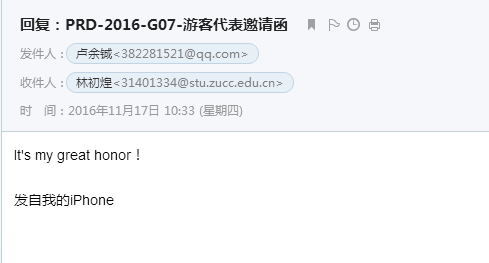 回复：PRD-2016-G07-游客代表邀请函
发件人：卢余铖<382281521@qq.com>
收件人：林初煌<31401334@stu.zucc.edu.cn>
时　间：2016年11月17日 10:33 (星期四)
It's my great honor！
发自我的iPhone